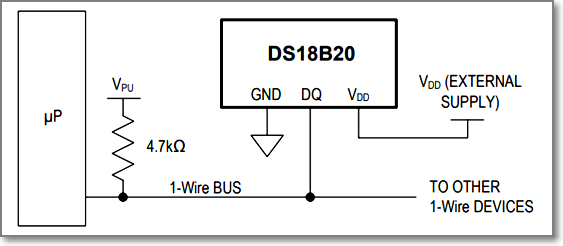 DS18B20
GND DQ VDD
VPU
VDD (EXTERNAL
SUPPLY)
µP
4.7kΩ
1-Wire BUS
TO OTHER
1-Wire DEVICES